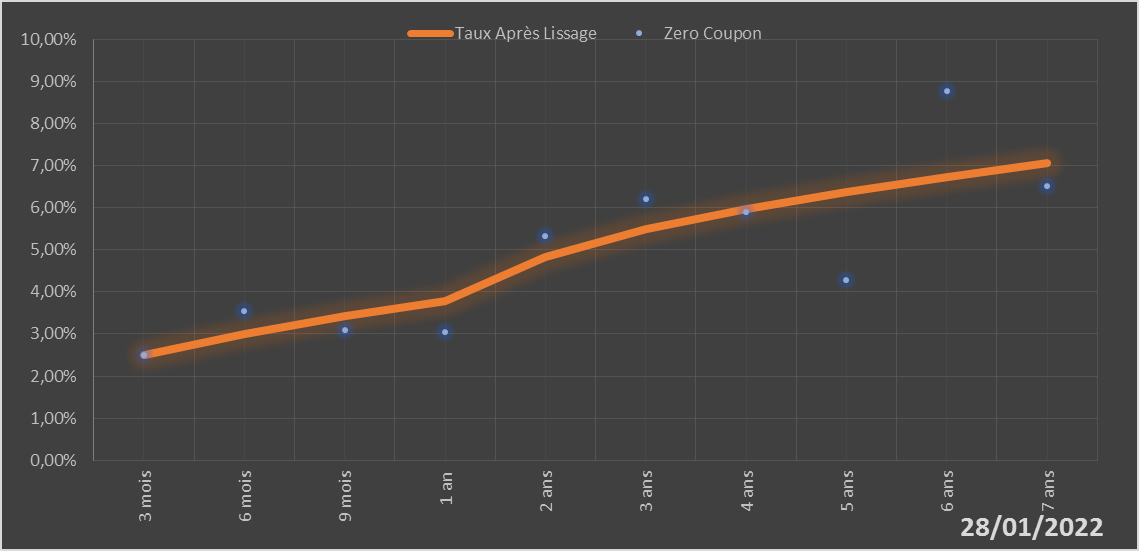 Taux Après Lissage Zero Coupon
10,00%
9,00%
8,00%
7,00%
6,00%
5,00%
4,00%
3,00%
2,00%
1,00%
0,00%
3 mois
6 mois
9 mois
1 an
2 ans
3 ans
4 ans
5 ans
6 ans
7 ans
28/01/2022